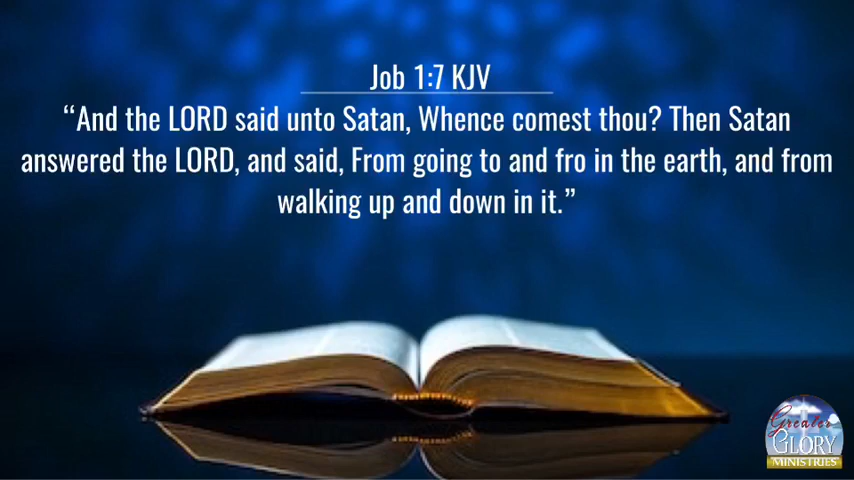 Job 1:7 KJV
“And the LORD said unto Satan, Whence comest thou? Then Satan
answered the LORD, and said, From going to and fro in the earth, and from
walking up and down in it.”
Greater
GLORY
MINISTRIES